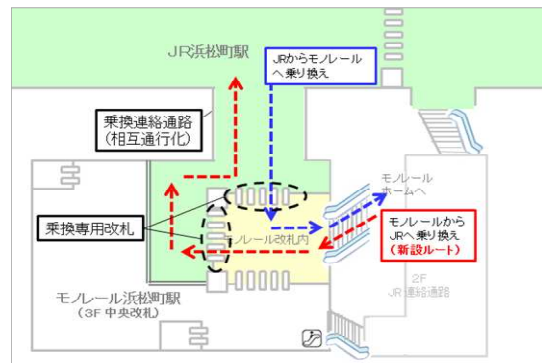 JR浜松町駅
JRからモノレール
へ乗り換え
乗換連絡通路
(相互通行化)
モノレール
ホームへ
乗換専用改札
モノレールから
JRへ乗り換え
(新設ルート)
ノレール改札内
モノレール浜松町駅
(3F 中央改札)
2F
JR 連絡通路